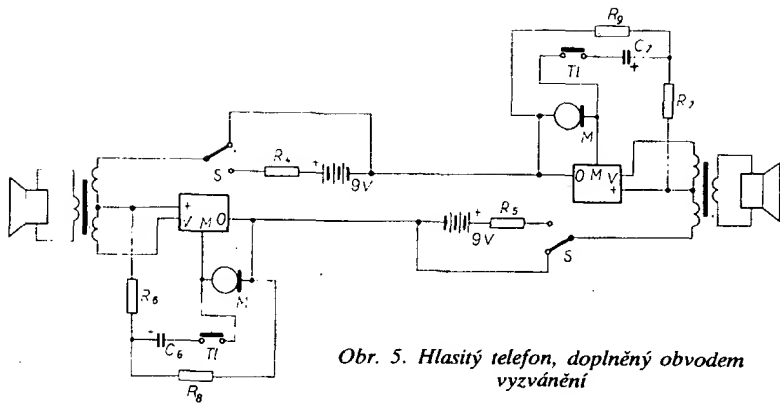 R₉
C₇
+
Tl
R₇
M
R₄
+
S
9V
O M V
+
+
V M O
+
R₅
9V
S
M
R₆
+
C₆
Tl
R₈
Obr. 5. Hlasitý telefon, doplněný obvodem
vyzvánění